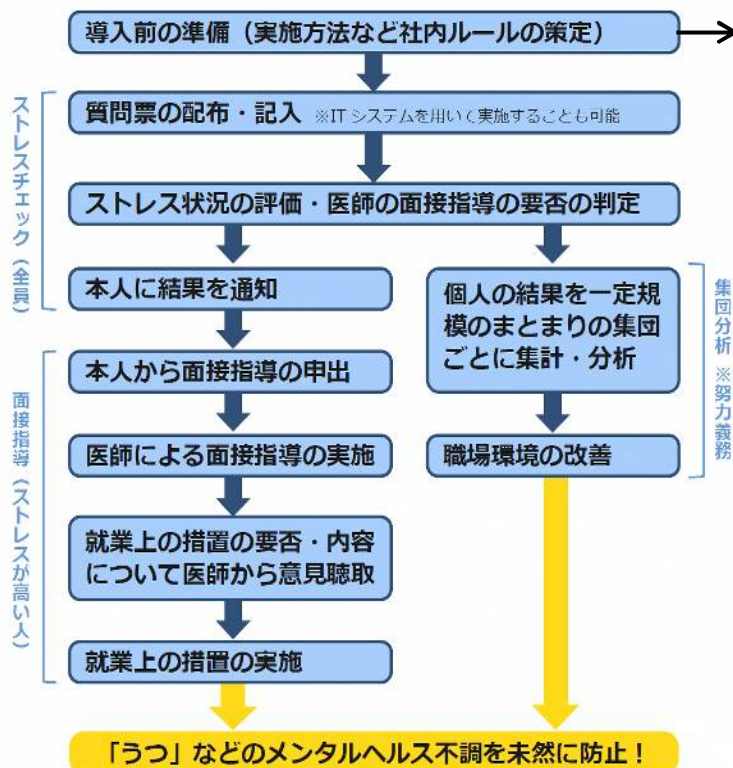 導入前の準備（実施方法など社内ルールの策定）
質問票の配布・記入 ※ITシステムを用いて実施することも可能
ストレス状況の評価・医師の面接指導の要否の判定
ストレスチェック（全員）
本人に結果を通知
個人の結果を一定規
模のまとまりの集団
ごとに集計・分析
集団分析 ※努力義務
面接指導（ストレスが高い人）
本人から面接指導の申出
医師による面接指導の実施
職場環境の改善
就業上の措置の要否・内容
について医師から意見聴取
就業上の措置の実施
「うつ」などのメンタルヘルス不調を未然に防止！